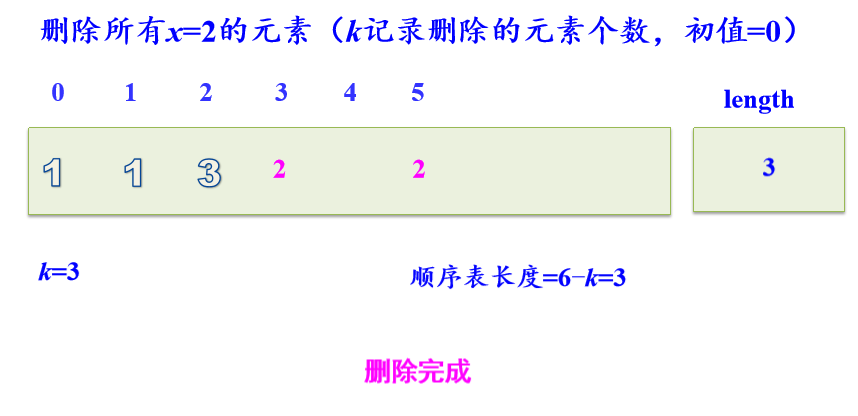 删除所有x=2的元素（k记录删除的元素个数，初值=0）
0 1 2 3 4 5
length
1 1 3 2 2
3
k=3
顺序表长度=6-k=3
删除完成